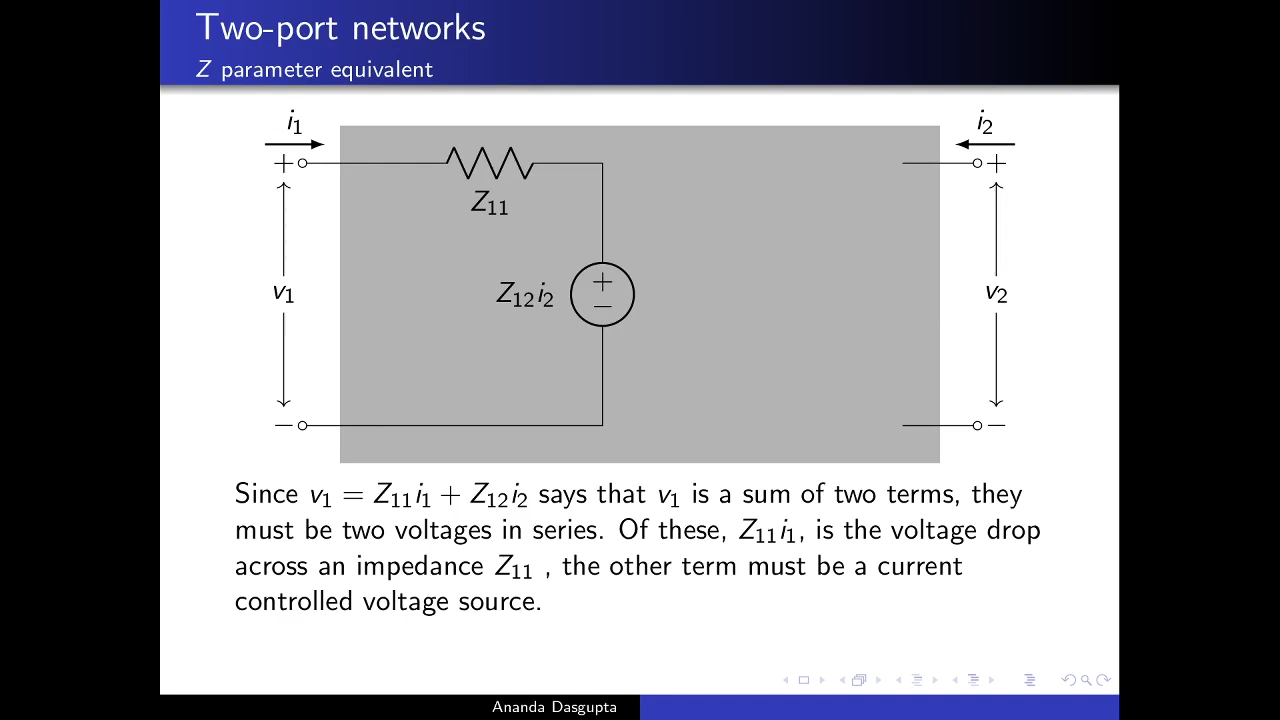 Two-port networks
Z parameter equivalent
i1 i2
+ +
Z11
v1 Z12i2 + − v2
− −
Since v1 = Z11i1 + Z12i2 says that v1 is a sum of two terms, they
must be two voltages in series. Of these, Z11i1, is the voltage drop
across an impedance Z11 , the other term must be a current
controlled voltage source.
Ananda Dasgupta